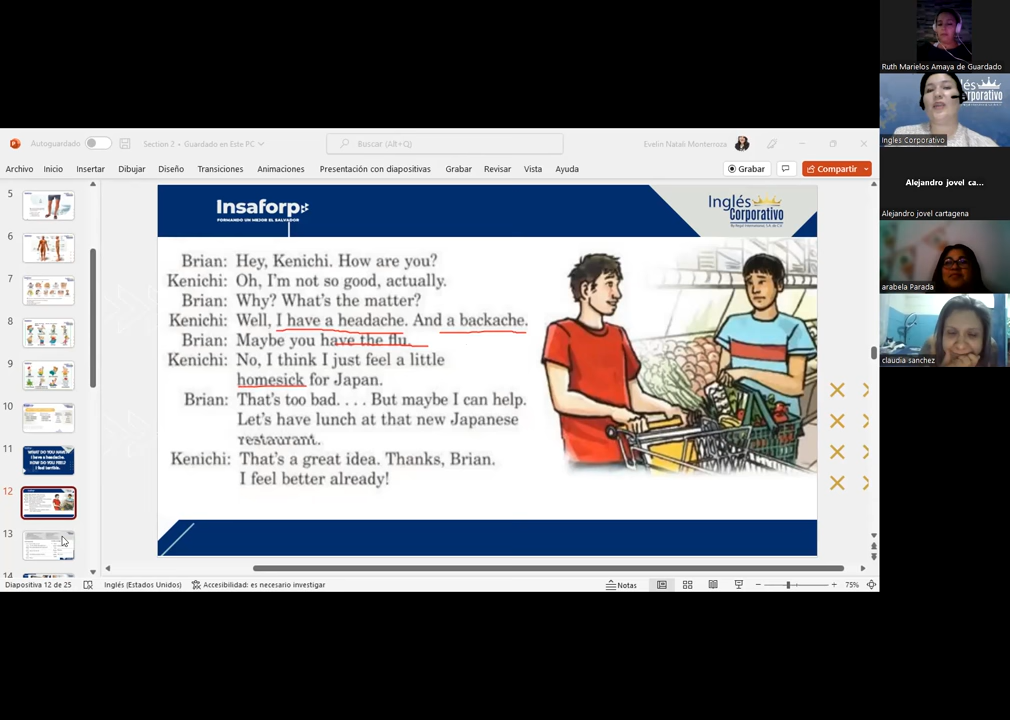 Ruth Marielos Amaya de Guardado
Inglés Corporativo
Alejandro jovel ca...
Alejandro jovel cartagena
arabela Parada
claudia sanchez
Autoguardado
Section 2 • Guardado en Este PC
Buscar (Alt+Q)
Evelin Natali Monterroza
Archivo Inicio Insertar Dibujar Diseño Transiciones Animaciones Presentación con diapositivas Grabar Revisar Vista Ayuda
Grabar
Compartir
5
6
7
8
9
10
11
WHAT DO YOU HAVE?
I have a headache.
HOW DO YOU FEEL?
I feel terrible.
12
13
14
Insaforp
FORMANDO UN MEJOR EL SALVADOR
Inglés
Corporativo
Brian: Hey, Kenichi. How are you?
Kenichi: Oh, I'm not so good, actually.
Brian: Why? What's the matter?
Kenichi: Well, I have a headache. And a backache.
Brian: Maybe you have the flu.
Kenichi: No, I think I just feel a little
homesick for Japan.
Brian: That's too bad. . . . But maybe I can help.
Let's have lunch at that new Japanese
restaurant.
Kenichi: That's a great idea. Thanks, Brian.
I feel better already!
Diapositiva 12 de 25
Inglés (Estados Unidos)
Accesibilidad: es necesario investigar
Notas
75%